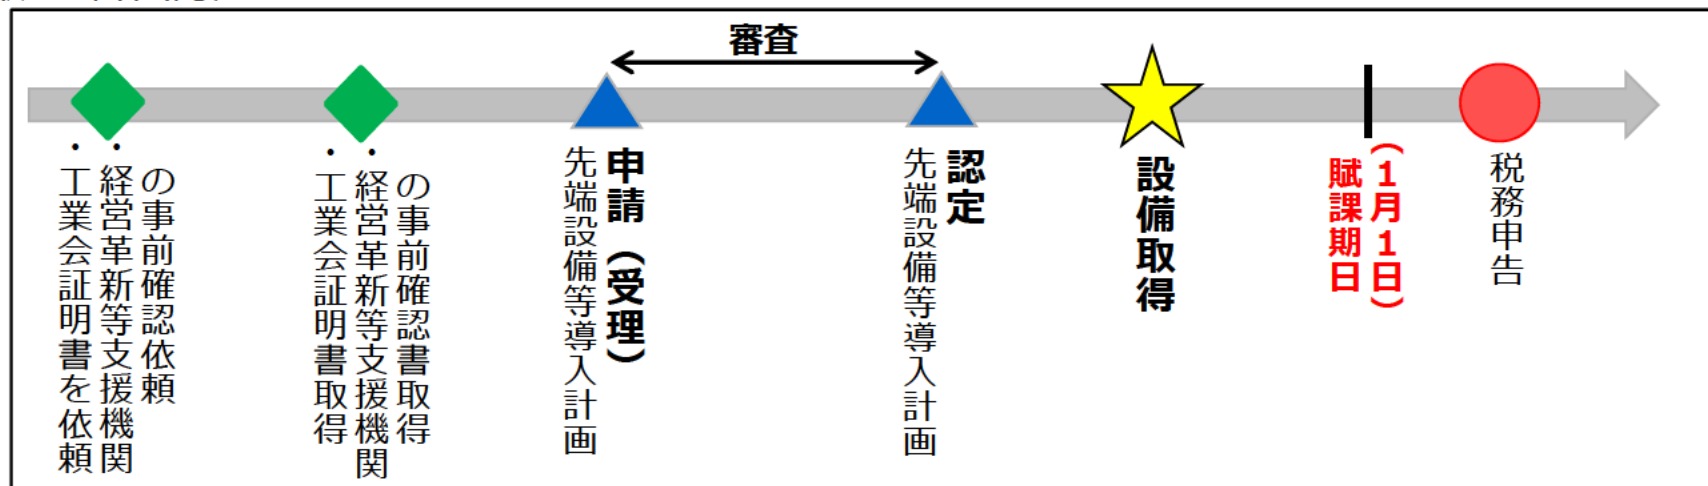 審査
・経営革新等支援機関
の事前確認依頼
・工業会証明書を依頼
・経営革新等支援機関
の事前確認書取得
・工業会証明書取得
申請（受理）
先端設備等導入計画
認定
先端設備等導入計画
設備取得
（1月1日）
賦課期日
税務申告